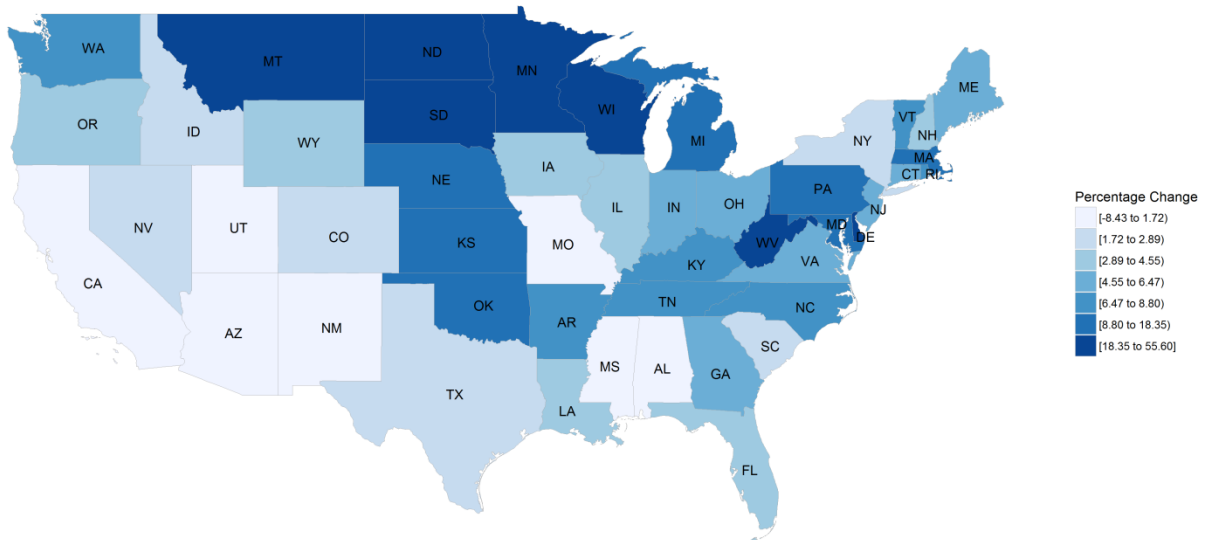 WA
MT
ND
MN
ME
OR
ID
WY
SD
WI
MI
VT
NH
NY
MA
CT
RI
IA
NE
PA
NJ
OH
IN
IL
NV
UT
CO
KS
MO
WV
MD
DE
VA
KY
CA
AZ
NM
OK
AR
TN
NC
SC
MS
AL
GA
TX
LA
FL
Percentage Change
[-8.43 to 1.72)
[1.72 to 2.89)
[2.89 to 4.55)
[4.55 to 6.47)
[6.47 to 8.80)
[8.80 to 18.35)
[18.35 to 55.60]